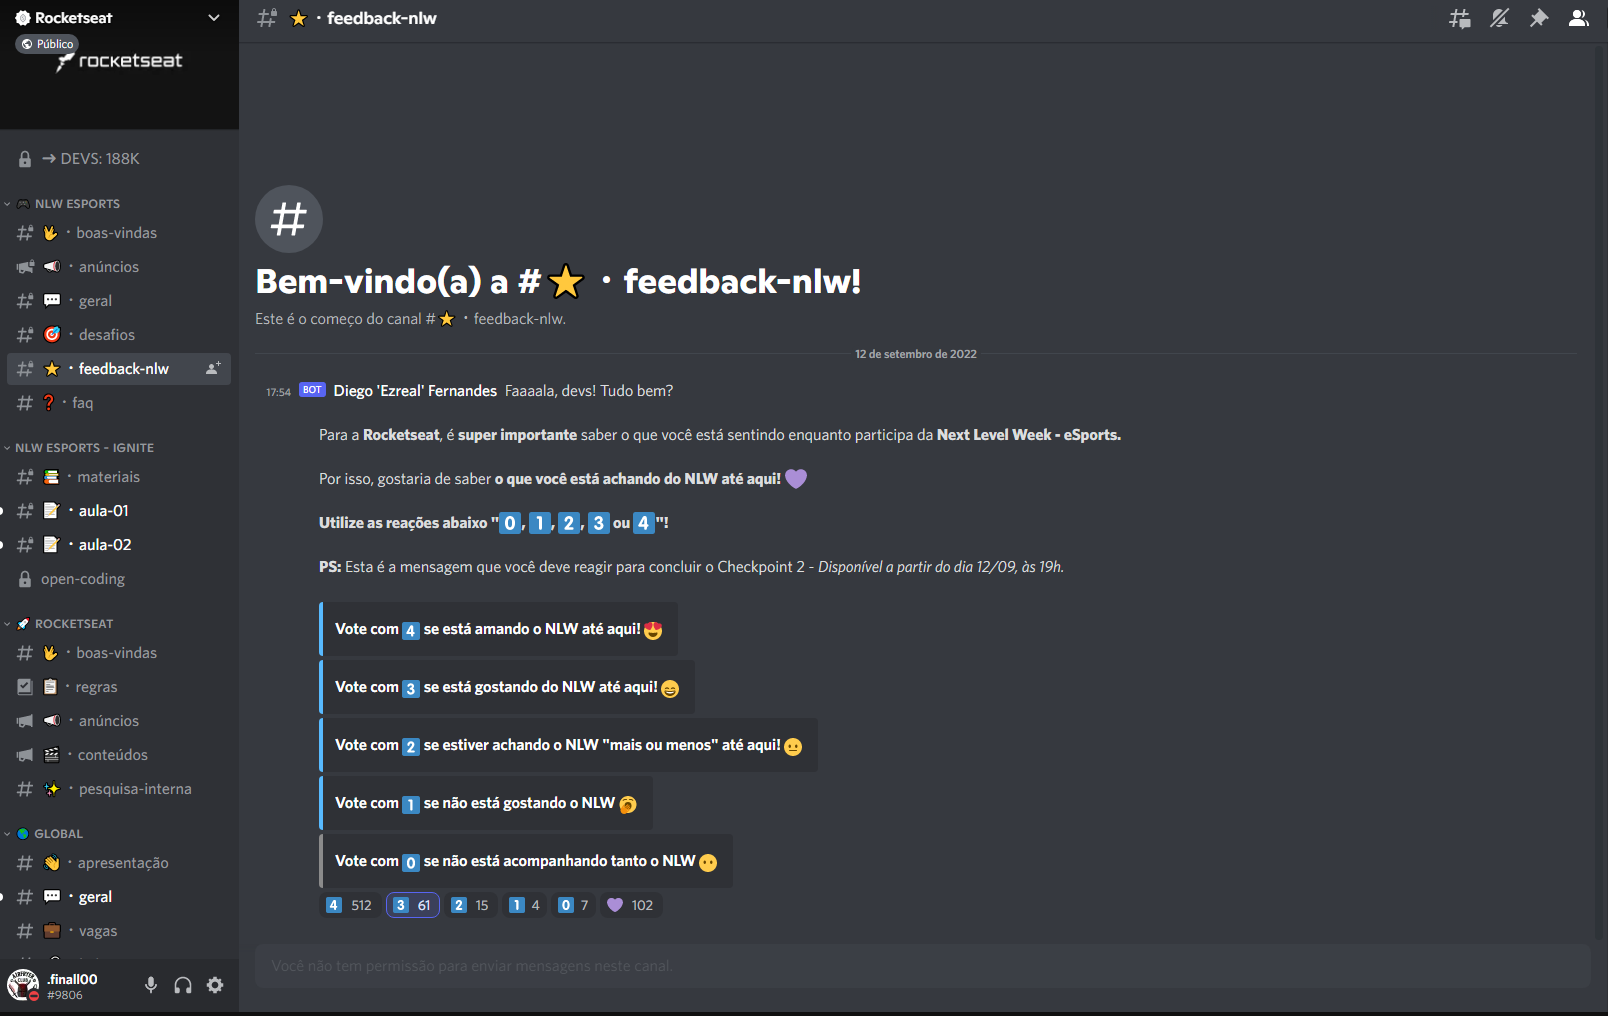 Rocketseat
Público
rocketseat
→ DEVS: 188K
🎮 NLW ESPORTS
🖖・boas-vindas
📢・anúncios
💬・geral
🎯・desafios
⭐・feedback-nlw
❓・faq
NLW ESPORTS - IGNITE
📚・materiais
📝・aula-01
📝・aula-02
open-coding
🚀 ROCKETSEAT
🖖・boas-vindas
📋・regras
📢・anúncios
🎬・conteúdos
✨・pesquisa-interna
🌎 GLOBAL
👋・apresentação
💬・geral
💼・vagas
.finall00
#9806
⭐・feedback-nlw
Bem-vindo(a) a #⭐・feedback-nlw!
Este é o começo do canal #⭐・feedback-nlw.
12 de setembro de 2022
17:54 BOT Diego 'Ezreal' Fernandes Faaaala, devs! Tudo bem?
Para a Rocketseat, é super importante saber o que você está sentindo enquanto participa da Next Level Week - eSports.
Por isso, gostaria de saber o que você está achando do NLW até aqui! 💜
Utilize as reações abaixo "0️⃣, 1️⃣, 2️⃣, 3️⃣ ou 4️⃣"!
PS: Esta é a mensagem que você deve reagir para concluir o Checkpoint 2 - Disponível a partir do dia 12/09, às 19h.
Vote com 4️⃣ se está amando o NLW até aqui! 😍
Vote com 3️⃣ se está gostando do NLW até aqui! 😄
Vote com 2️⃣ se estiver achando o NLW "mais ou menos" até aqui! 😐
Vote com 1️⃣ se não está gostando o NLW 🥱
Vote com 0️⃣ se não está acompanhando tanto o NLW 😶
4️⃣ 512 3️⃣ 61 2️⃣ 15 1️⃣ 4 0️⃣ 7 💜 102
Você não tem permissão para enviar mensagens neste canal.